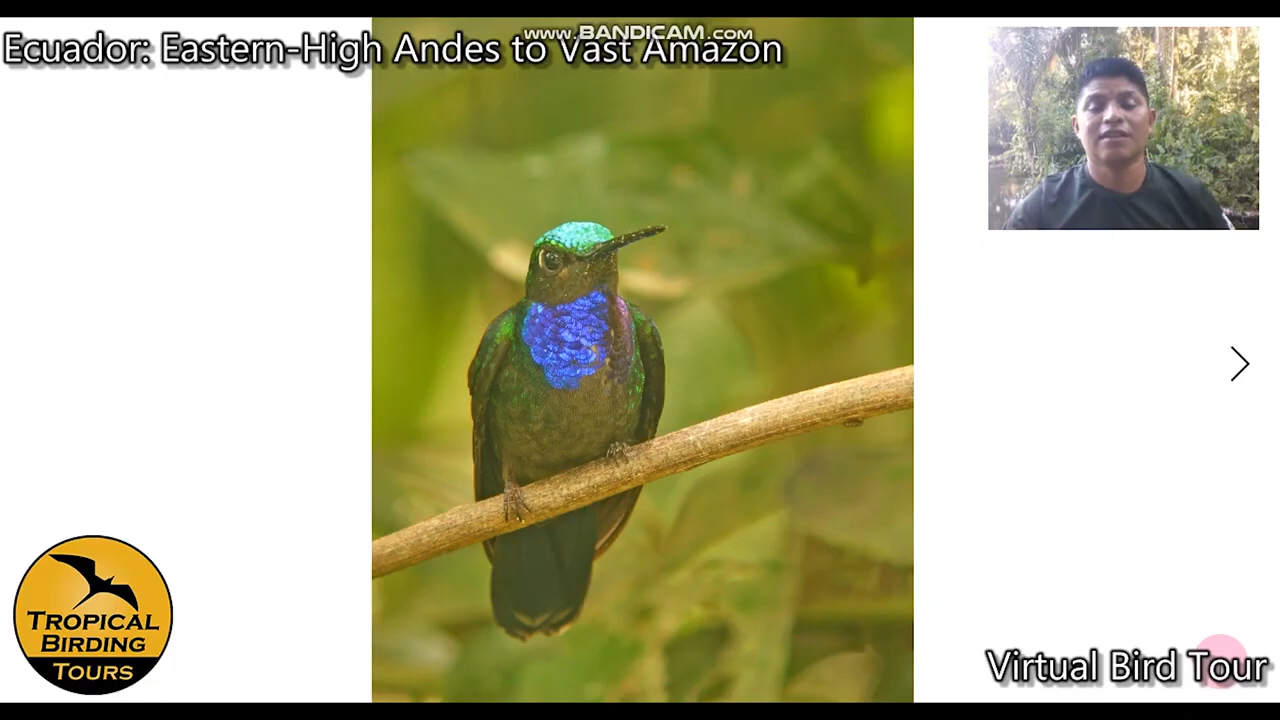 www.BANDICAM.com
Ecuador: Eastern-High Andes to Vast Amazon
TROPICAL
BIRDING
TOURS
Virtual Bird Tour